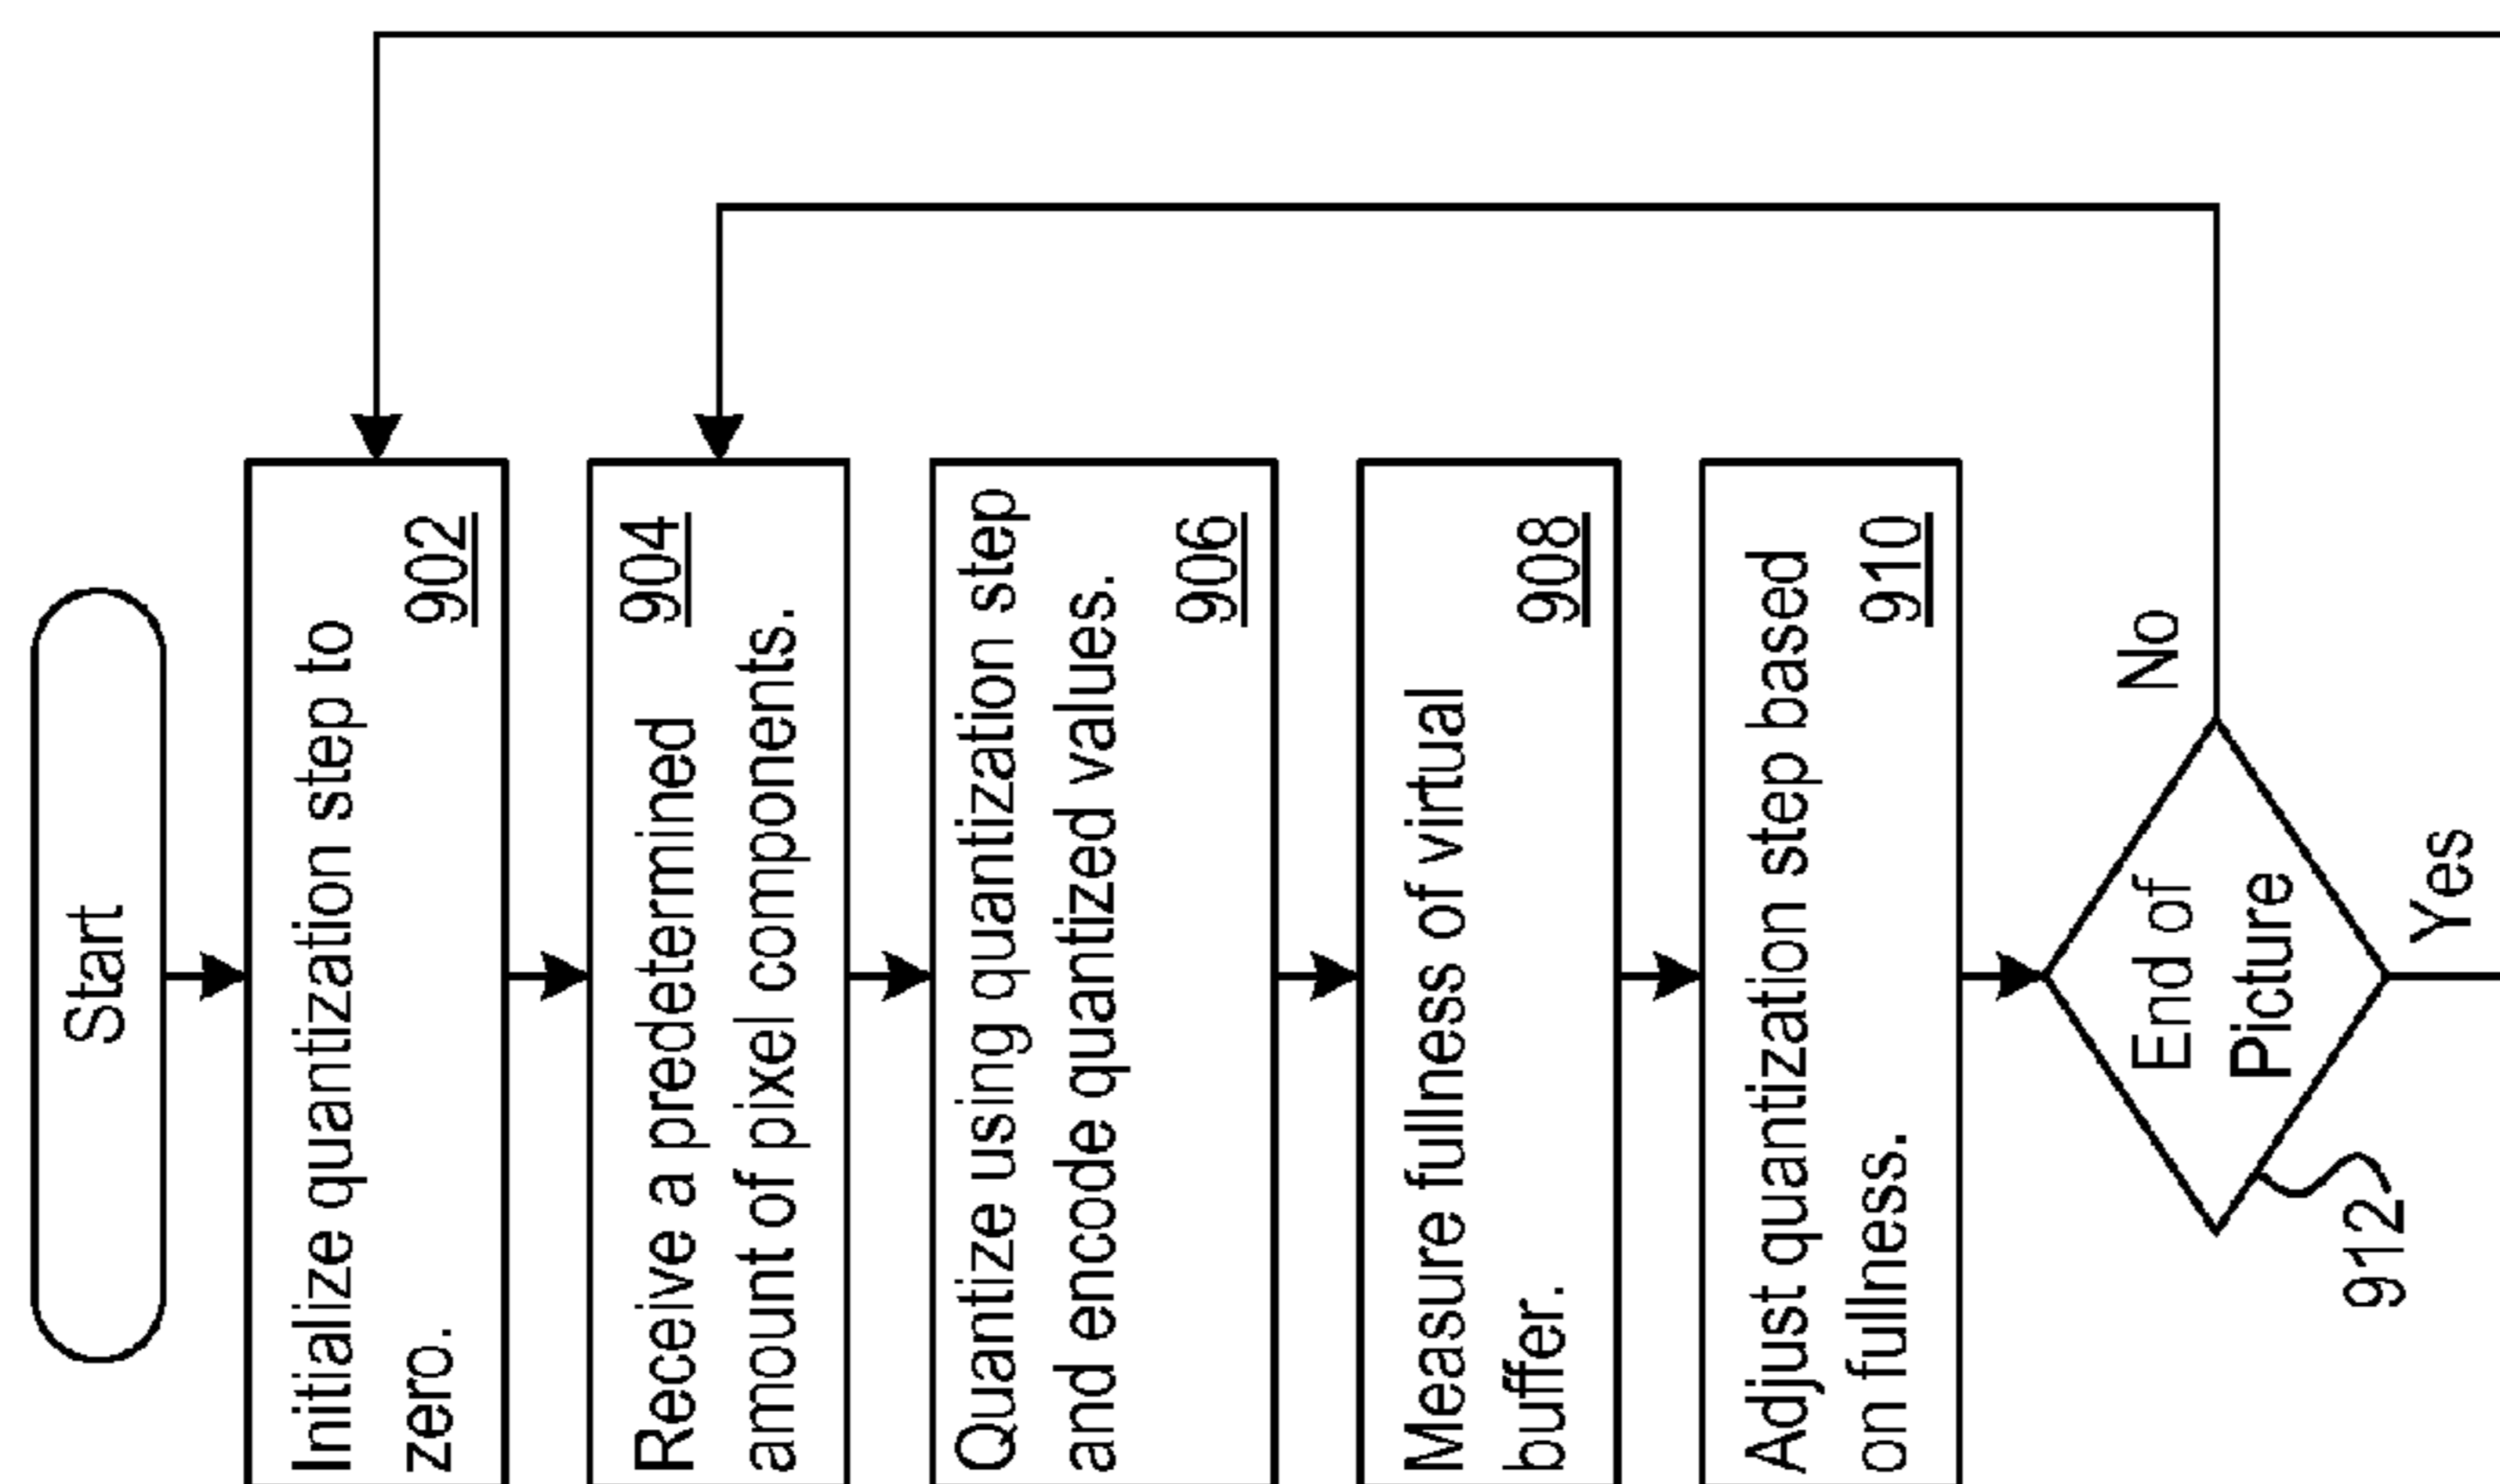 Start
Initialize quantization step to
zero.
902
Receive a predetermined
904
amount of pixel components.
Quantize using quantization step
and encode quantized values.
906
Measure fullness of virtual
buffer.
908
Adjust quantization step based
on fullness.
910
End of
Picture
No
Yes
912